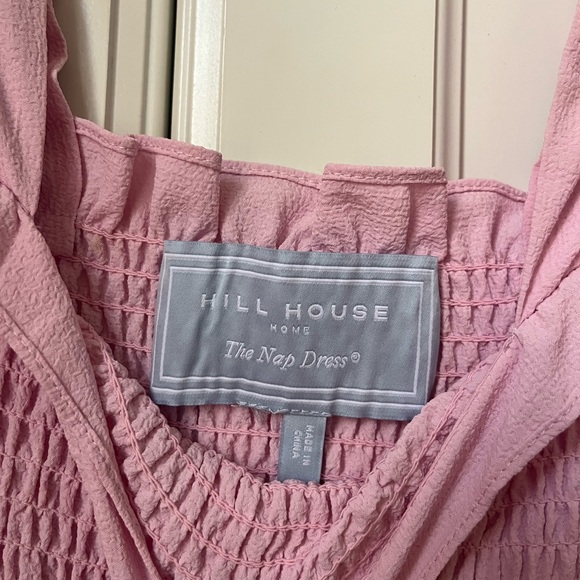 HILL HOUSE
HOME
The Nap Dress®
MADE IN
CHINA